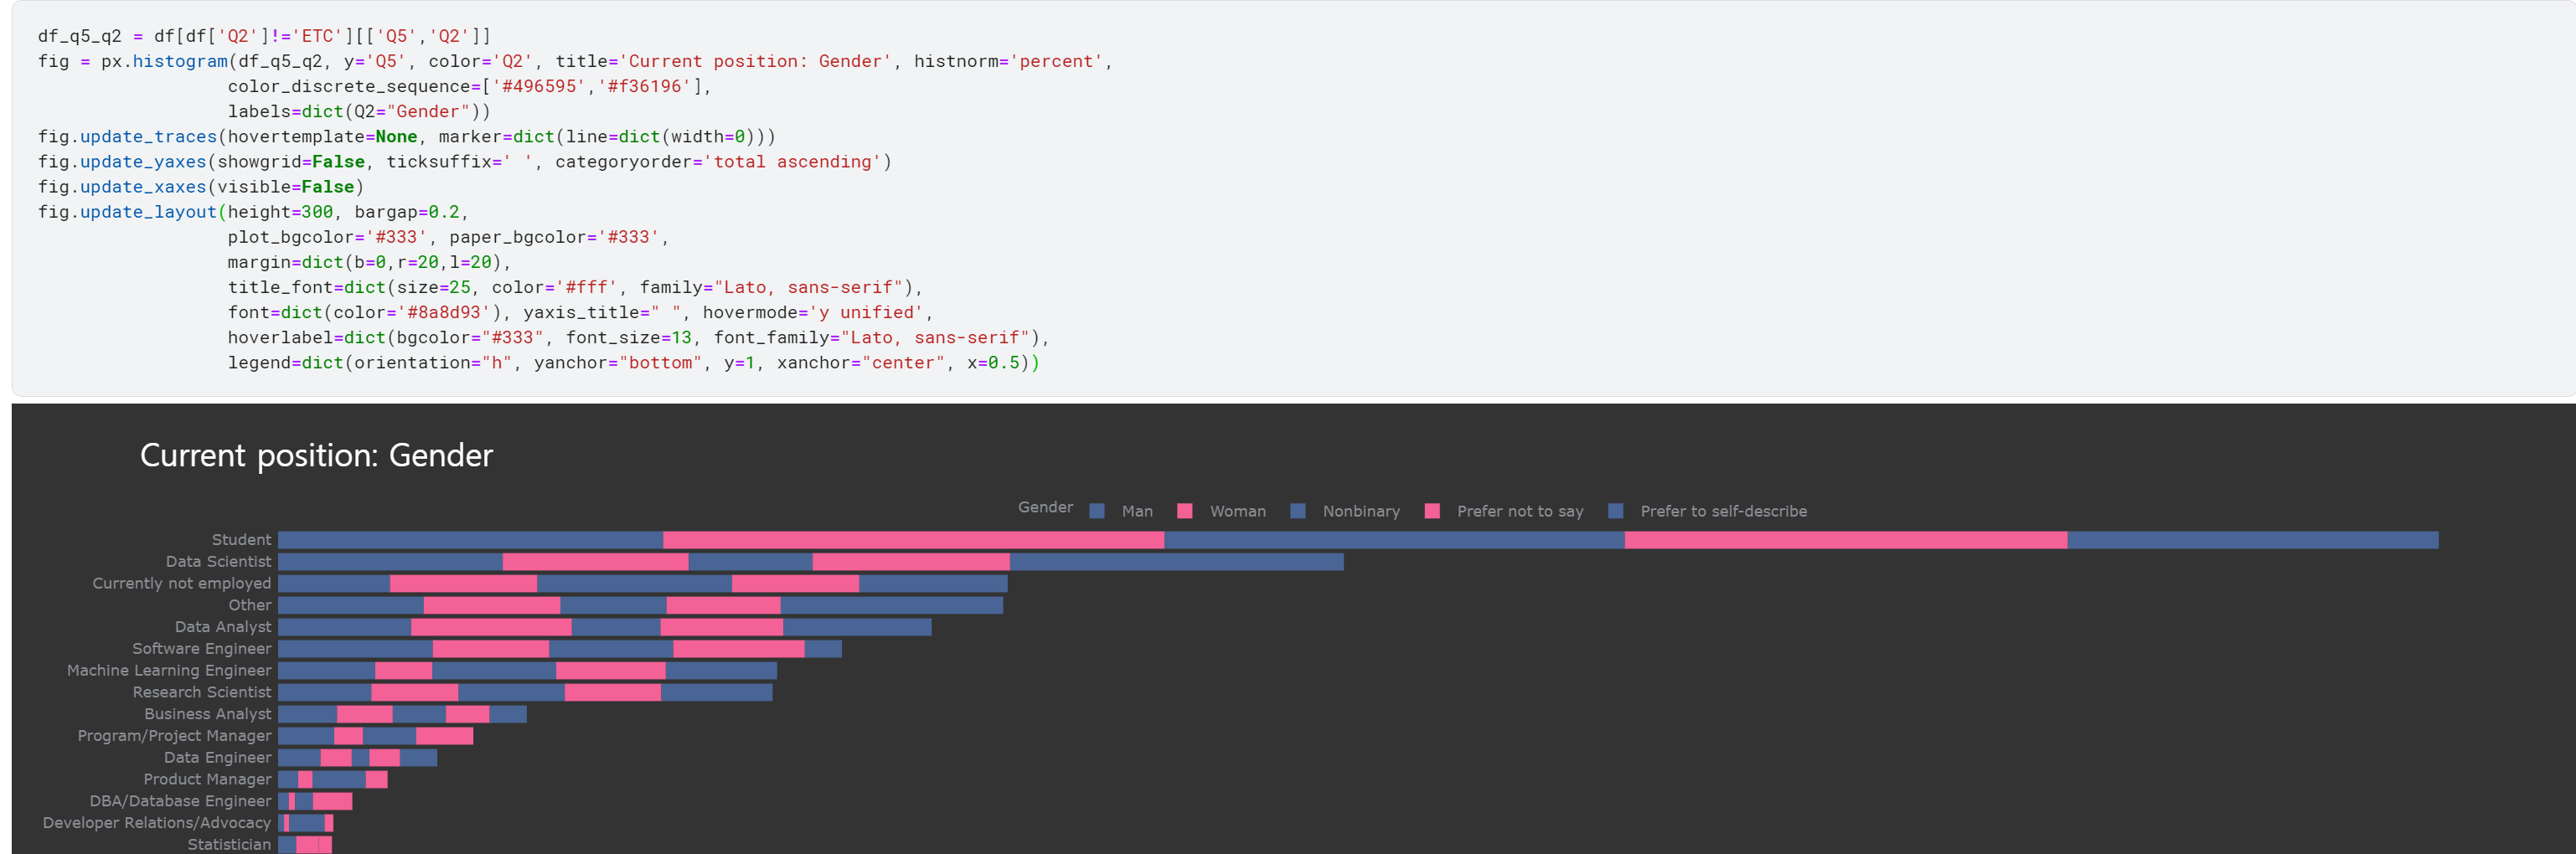 df_q5_q2 = df[df['Q2']!='ETC'][['Q5','Q2']]
fig = px.histogram(df_q5_q2, y='Q5', color='Q2', title='Current position: Gender', histnorm='percent',
color_discrete_sequence=['#496595','#f36196'],
labels=dict(Q2="Gender"))
fig.update_traces(hovertemplate=None, marker=dict(line=dict(width=0)))
fig.update_yaxes(showgrid=False, ticksuffix=' ', categoryorder='total ascending')
fig.update_xaxes(visible=False)
fig.update_layout(height=300, bargap=0.2,
plot_bgcolor='#333', paper_bgcolor='#333',
margin=dict(b=0,r=20,l=20),
title_font=dict(size=25, color='#fff', family="Lato, sans-serif"),
font=dict(color='#8a8d93'), yaxis_title=" ", hovermode='y unified',
hoverlabel=dict(bgcolor="#333", font_size=13, font_family="Lato, sans-serif"),
legend=dict(orientation="h", yanchor="bottom", y=1, xanchor="center", x=0.5))
Current position: Gender
Gender Man Woman Nonbinary Prefer not to say Prefer to self-describe
Student
Data Scientist
Currently not employed
Other
Data Analyst
Software Engineer
Machine Learning Engineer
Research Scientist
Business Analyst
Program/Project Manager
Data Engineer
Product Manager
DBA/Database Engineer
Developer Relations/Advocacy
Statistician